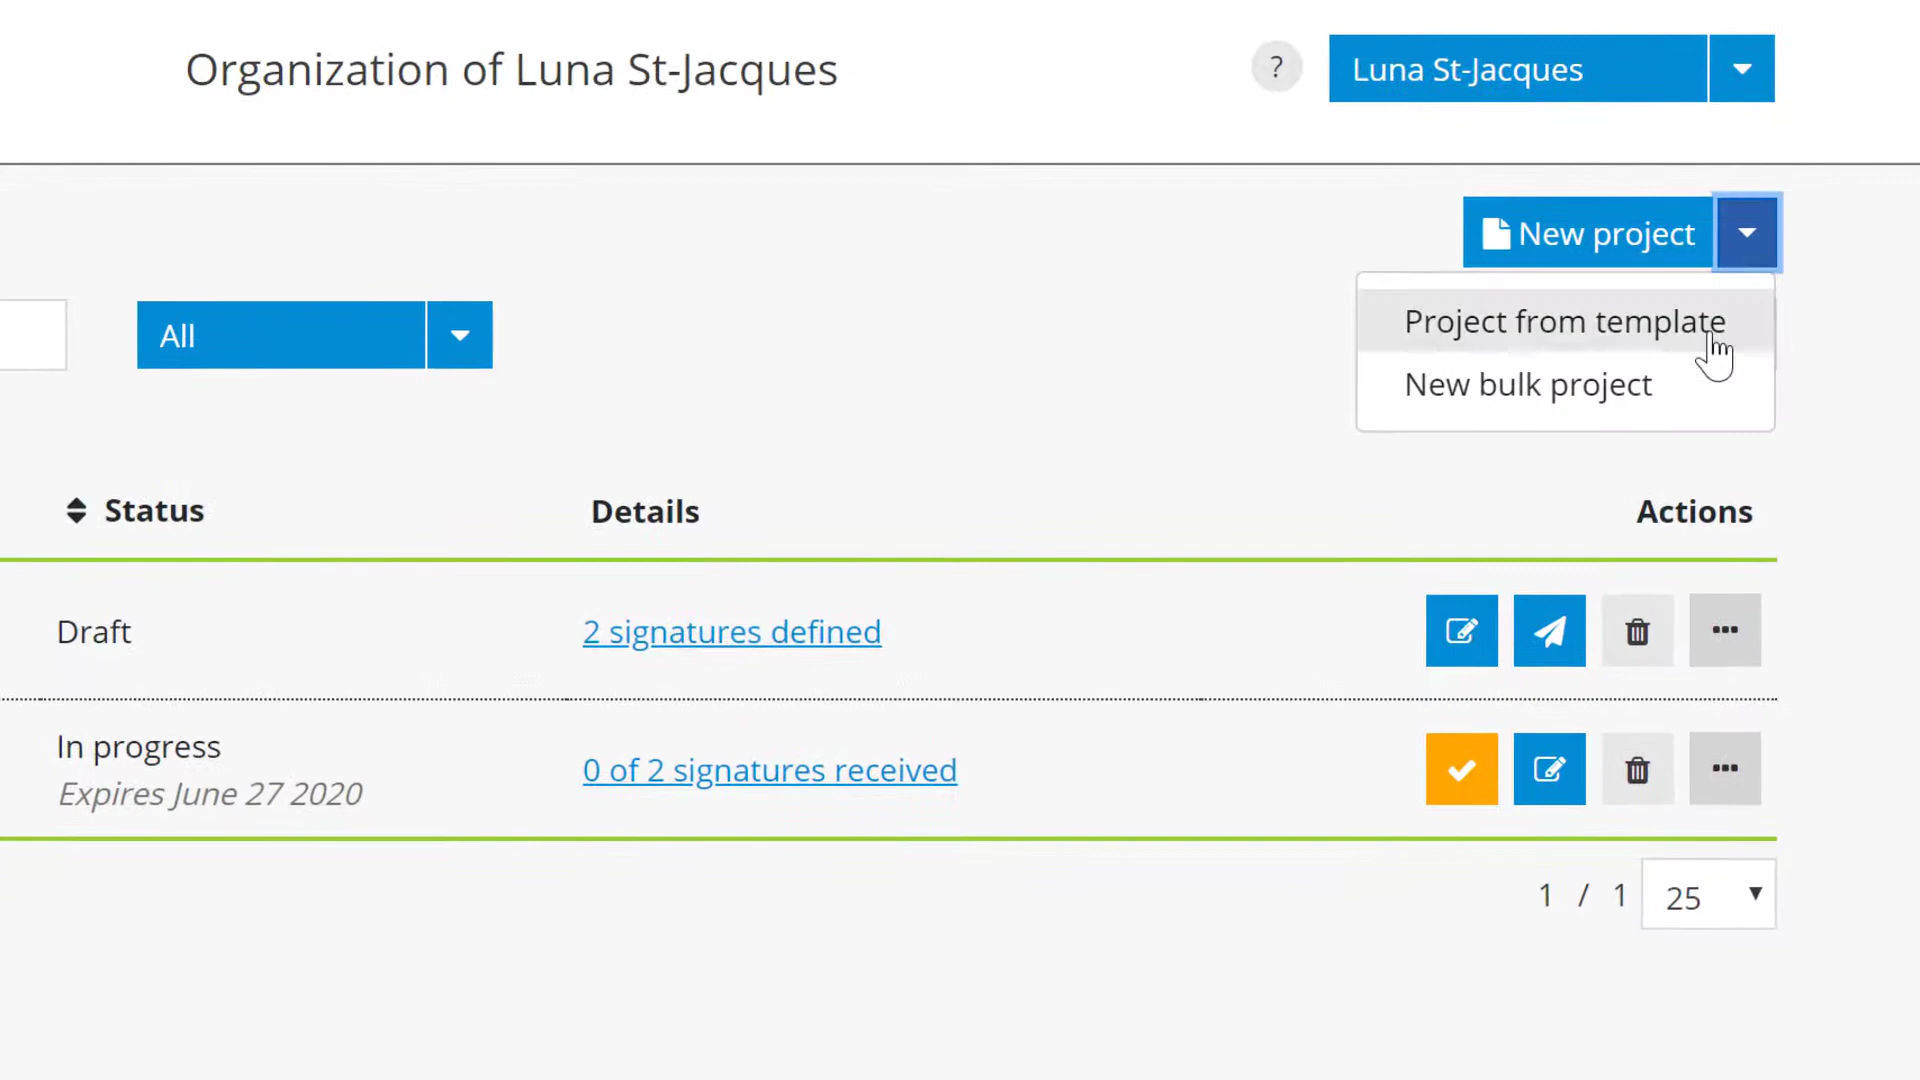 Organization of Luna St-Jacques
?
Luna St-Jacques
New project
Project from template
New bulk project
All
Status
Details
Actions
Draft
2 signatures defined
In progress
Expires June 27 2020
0 of 2 signatures received
1 / 1
25